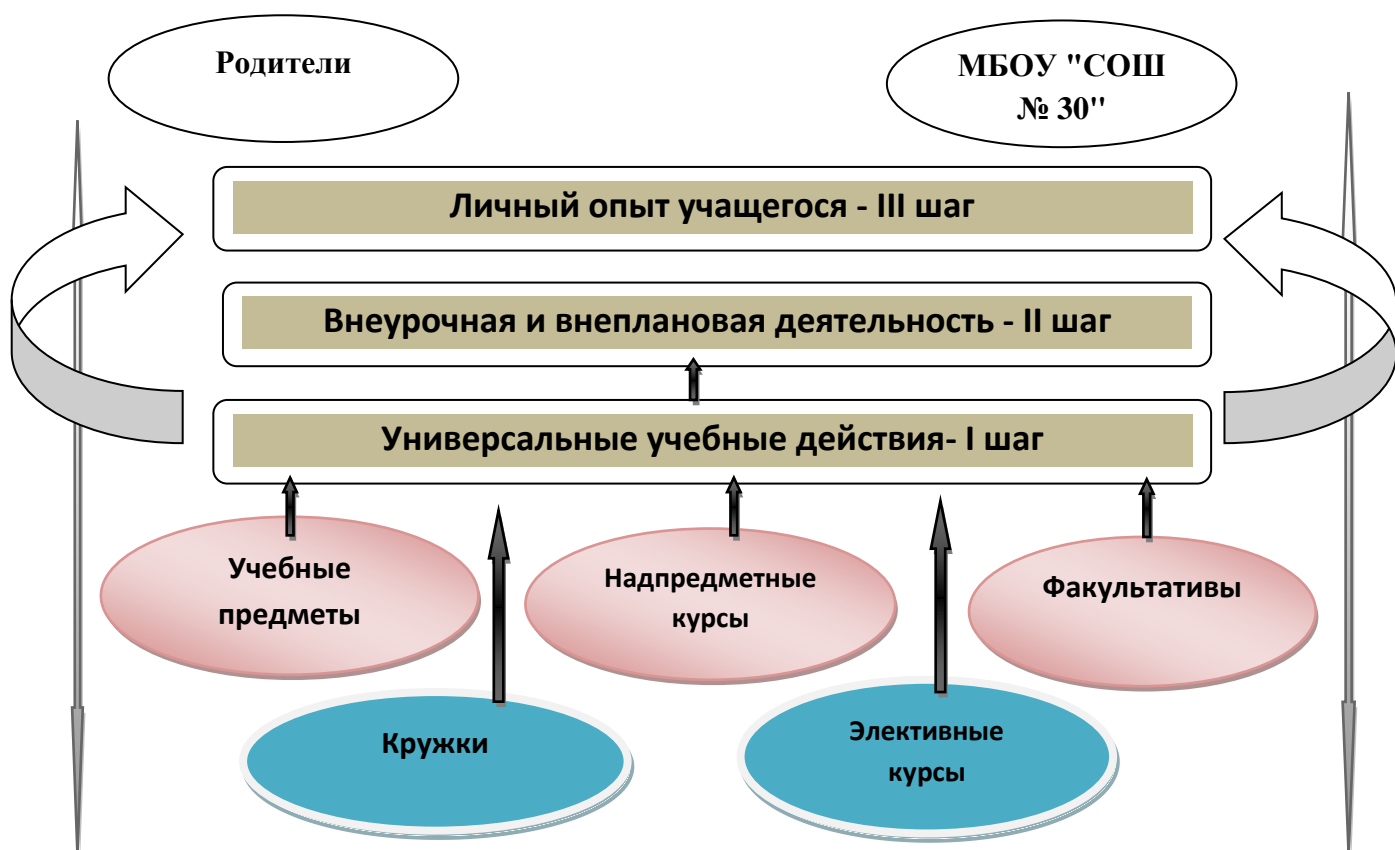 Родители
МБОУ "СОШ
№ 30"
Личный опыт учащегося - III шаг
Внеурочная и внеплановая деятельность - II шаг
Универсальные учебные действия- I шаг
Учебные
предметы
Надпредметные
курсы
Факультативы
Кружки
Элективные
курсы